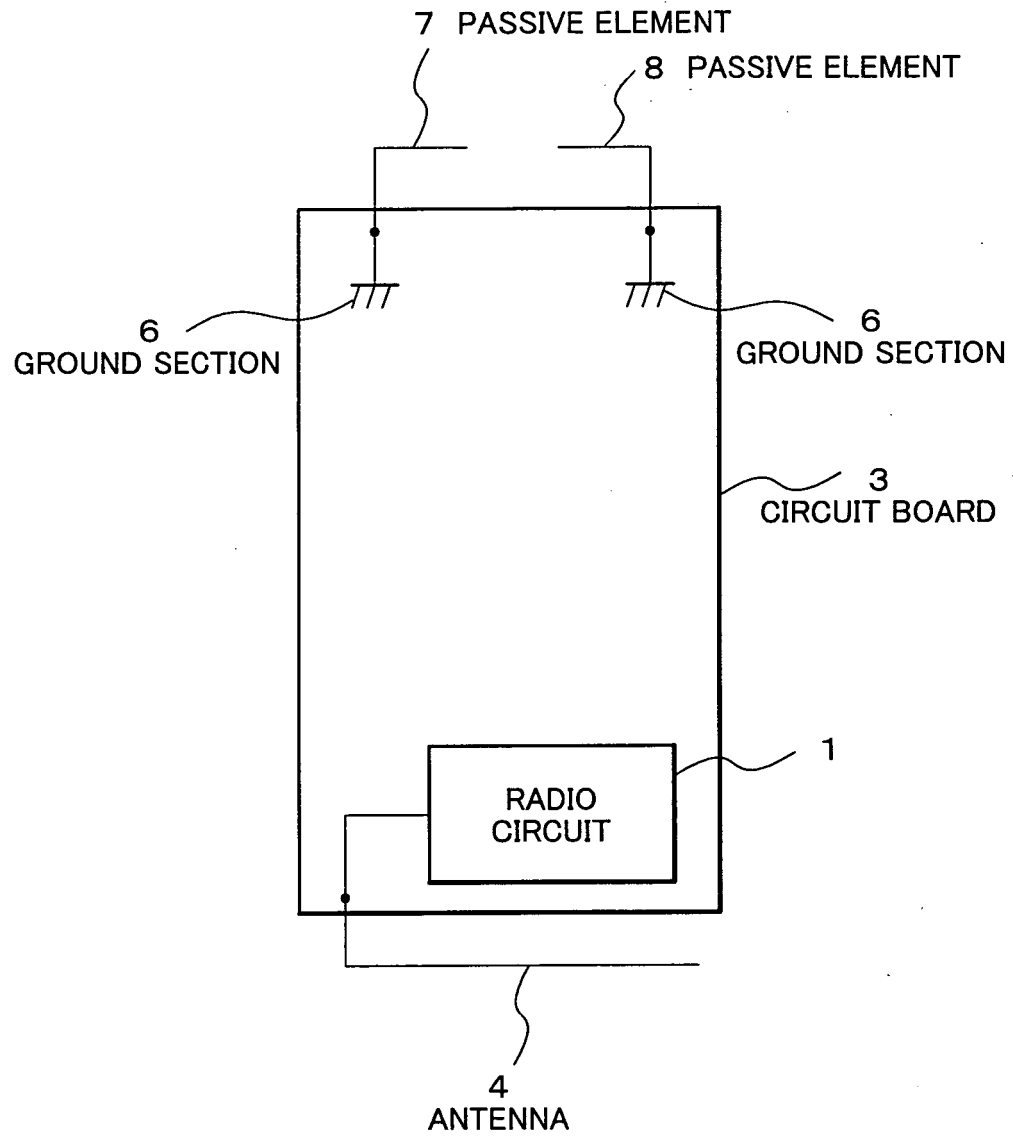 7 PASSIVE ELEMENT
8 PASSIVE ELEMENT
6
GROUND SECTION
6
GROUND SECTION
3
CIRCUIT BOARD
1
RADIO
CIRCUIT
4
ANTENNA